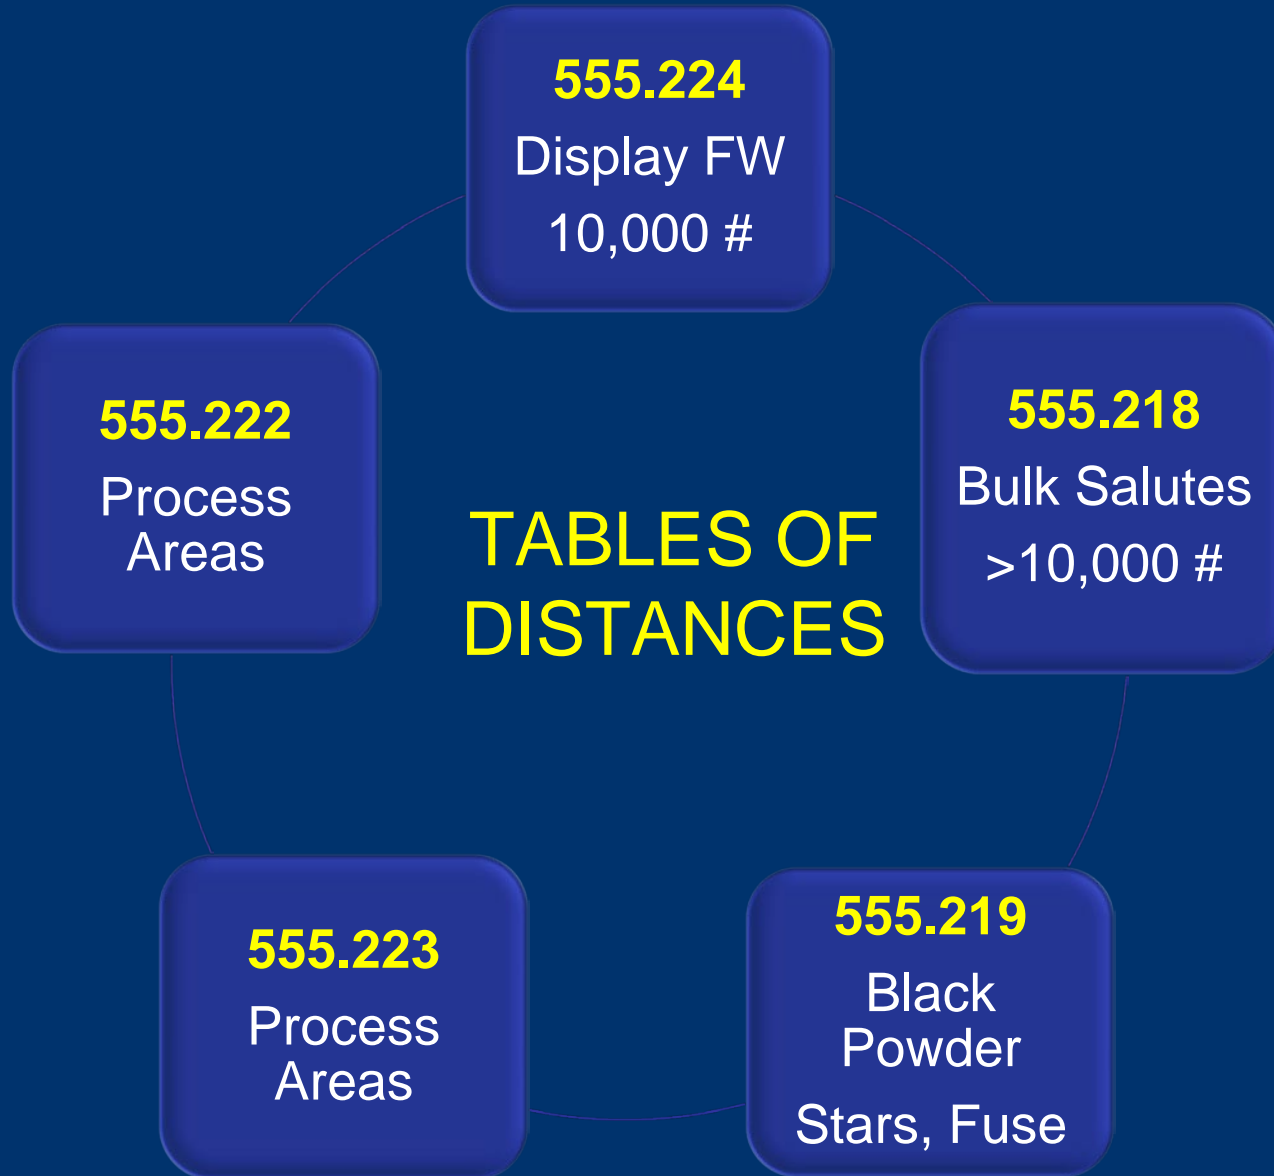 555.224
Display FW
10,000 #
555.218
Bulk Salutes
>10,000 #
555.219
Black
Powder
Stars, Fuse
555.223
Process
Areas
555.222
Process
Areas
TABLES OF
DISTANCES